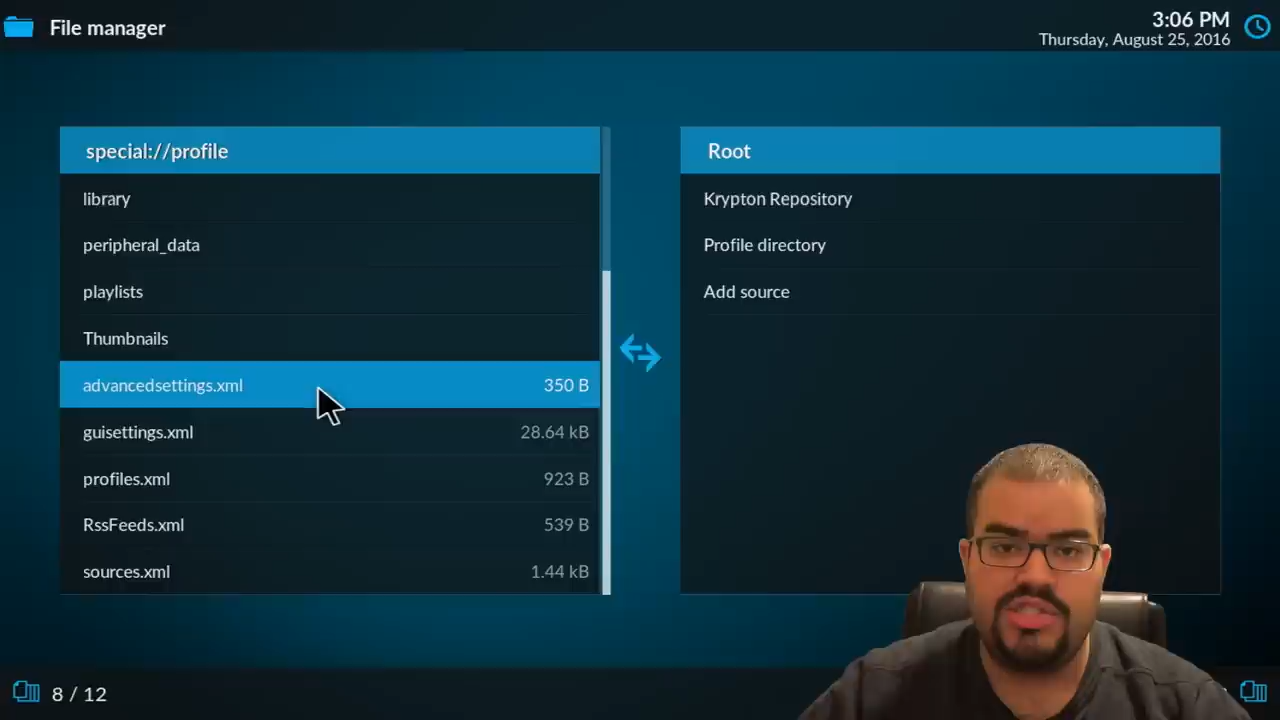 File manager
3:06 PM
Thursday, August 25, 2016
special://profile
library
peripheral_data
playlists
Thumbnails
advancedsettings.xml 350 B
guisettings.xml 28.64 kB
profiles.xml 923 B
RssFeeds.xml 539 B
sources.xml 1.44 kB
Root
Krypton Repository
Profile directory
Add source
8 / 12